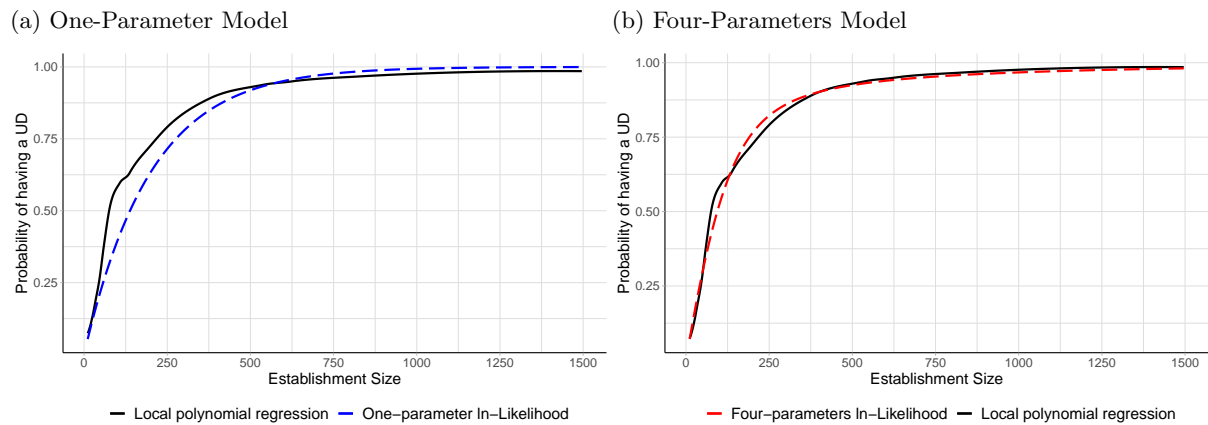 (a) One-Parameter Model
Probability of having a UD
1.00
0.75
0.50
0.25
0 250 500 750 1000 1250 1500
Establishment Size
Local polynomial regression One−parameter ln−Likelihood
(b) Four-Parameters Model
Probability of having a UD
1.00
0.75
0.50
0.25
0 250 500 750 1000 1250 1500
Establishment Size
Four−parameters ln−Likelihood Local polynomial regression